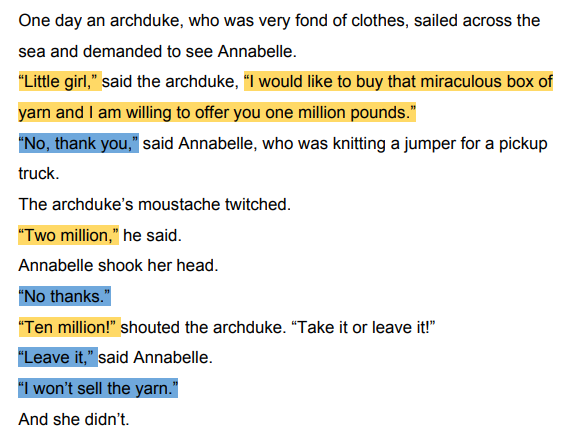 One day an archduke, who was very fond of clothes, sailed across the
sea and demanded to see Annabelle.
“Little girl,” said the archduke, “I would like to buy that miraculous box of
yarn and I am willing to offer you one million pounds.”
“No, thank you,” said Annabelle, who was knitting a jumper for a pickup
truck.
The archduke’s moustache twitched.
“Two million,” he said.
Annabelle shook her head.
“No thanks.”
“Ten million!” shouted the archduke. “Take it or leave it!”
“Leave it,” said Annabelle.
“I won’t sell the yarn.”
And she didn’t.